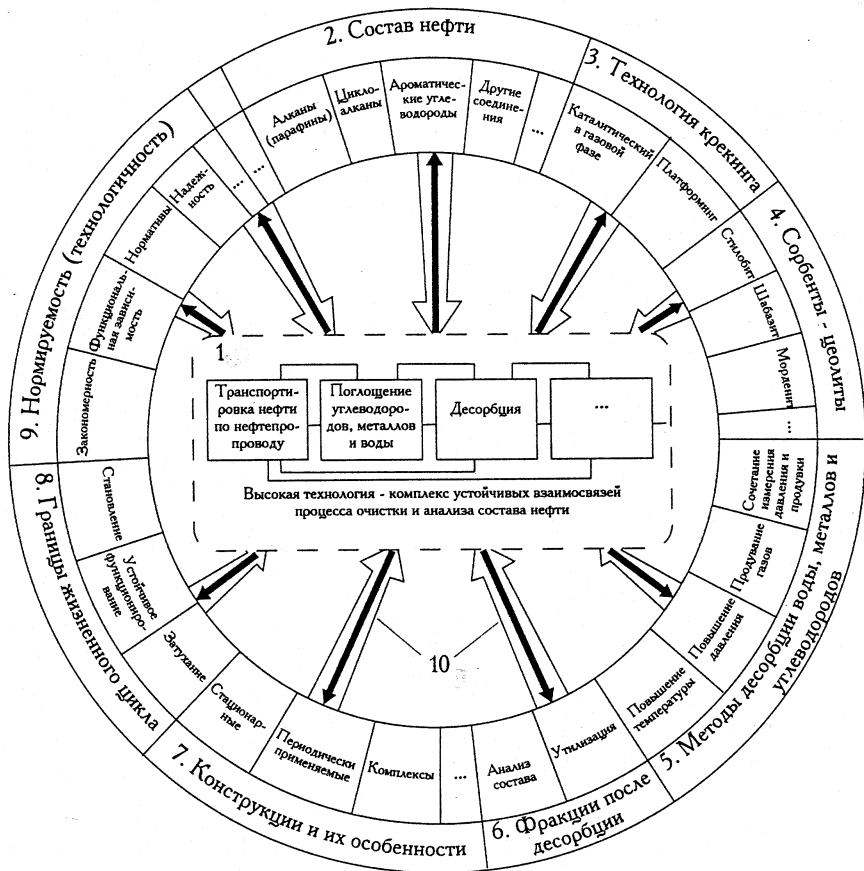 2. Состав нефти
Алканы
(парафины)
Цикло-
алканы
Ароматичес-
кие угле-
водороды
Другие
соедине-
ния
...
3. Технология крекинга
Каталитический
в газовой
фазе
Платформинг
4. Сорбенты - цеолиты
Стилобит
Шабазит
Морденит
...
5. Методы десорбции воды, металлов и
углеводородов
Сочетание
измерения
давления и
продувки
Продувание
газов
Повышение
давления
Повышение
температуры
6. Фракции после
десорбции
Утилизация
Анализ
состава
7. Конструкции и их особенности
...
Комплексы
Периодически
применяемые
Стационар-
ные
8. Границы жизненного цикла
Затухание
Устойчивое
функциониро-
вание
Становление
9. Нормируемость (технологичность)
Закономерность
Функциональ-
ная зависи-
мость
Нормативы
Надеж-
ность
...
...
1.
Транспорти-
ровка нефти
по нефтепро-
проводу
Поглощение
углеводоро-
дов, металлов
и воды
Десорбция
...
Высокая технология - комплекс устойчивых взаимосвязей
процесса очистки и анализа состава нефти
10